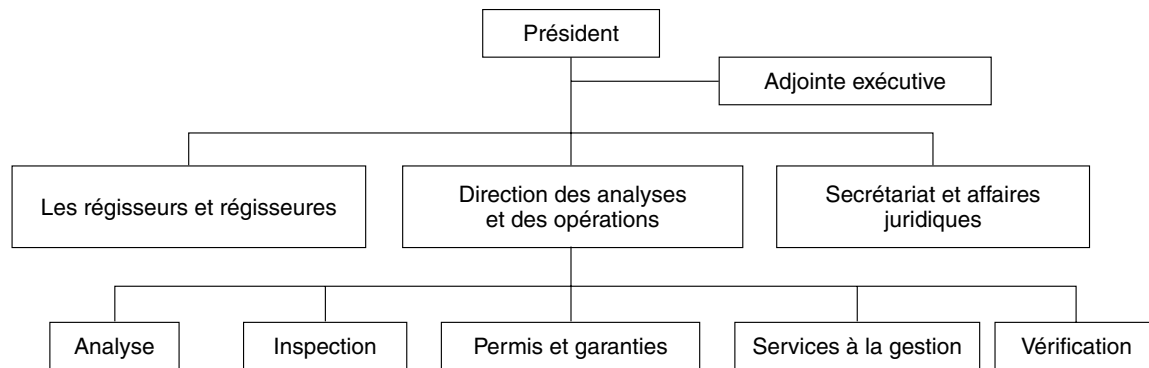 Président
Adjointe exécutive
Les régisseurs et régisseures
Direction des analyses
et des opérations
Secrétariat et affaires
juridiques
Analyse
Inspection
Permis et garanties
Services à la gestion
Vérification